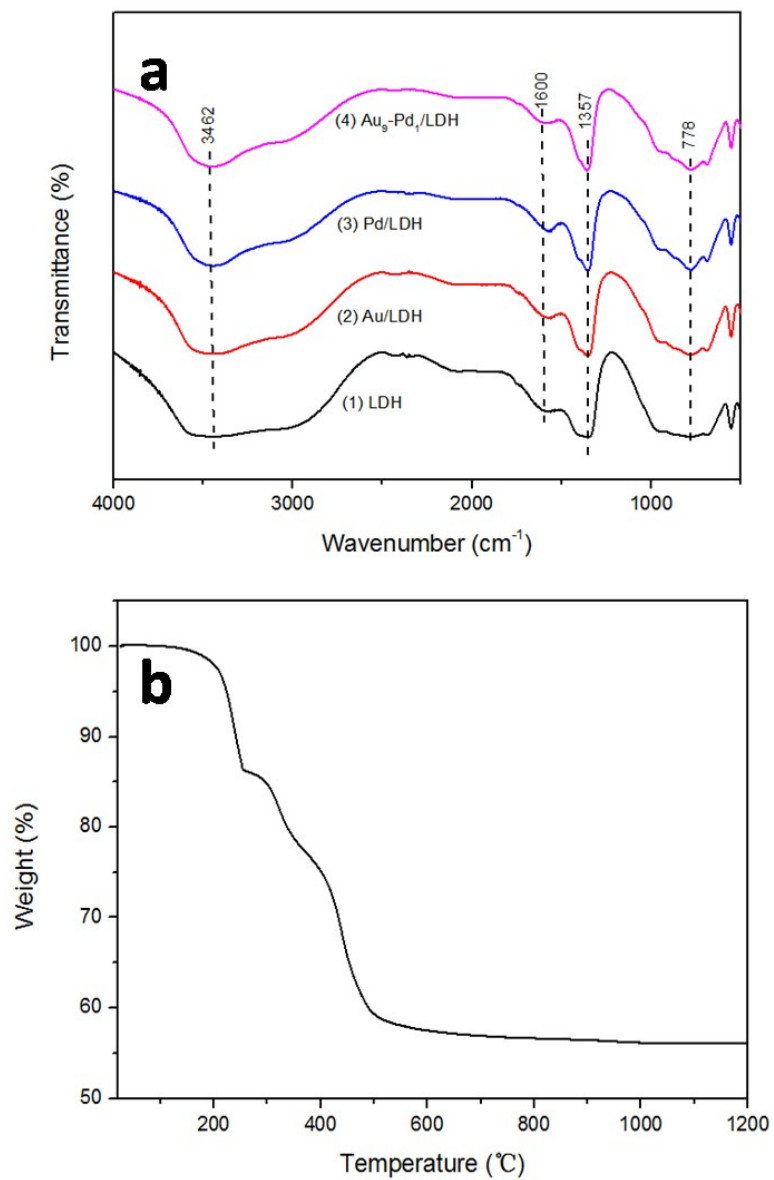 a
3462
1600
1357
778
(4) Au₉-Pd₁/LDH
(3) Pd/LDH
(2) Au/LDH
(1) LDH
Transmittance (%)
4000 3000 2000 1000
Wavenumber (cm⁻¹)
b
100
90
80
70
60
50
Weight (%)
200 400 600 800 1000 1200
Temperature (℃)